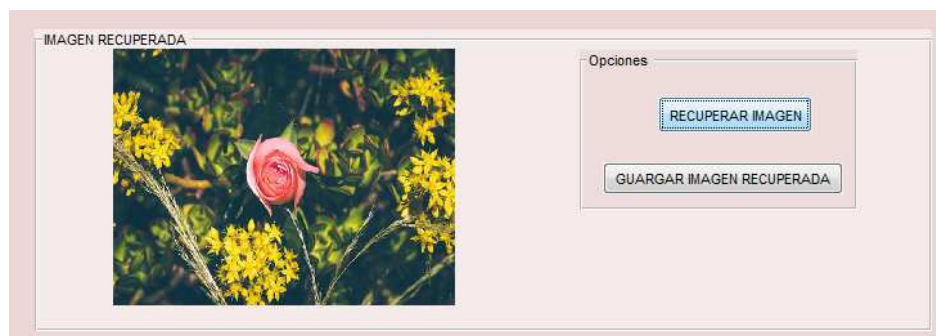 IMAGEN RECUPERADA
Opciones
RECUPERAR IMAGEN
GUARGAR IMAGEN RECUPERADA